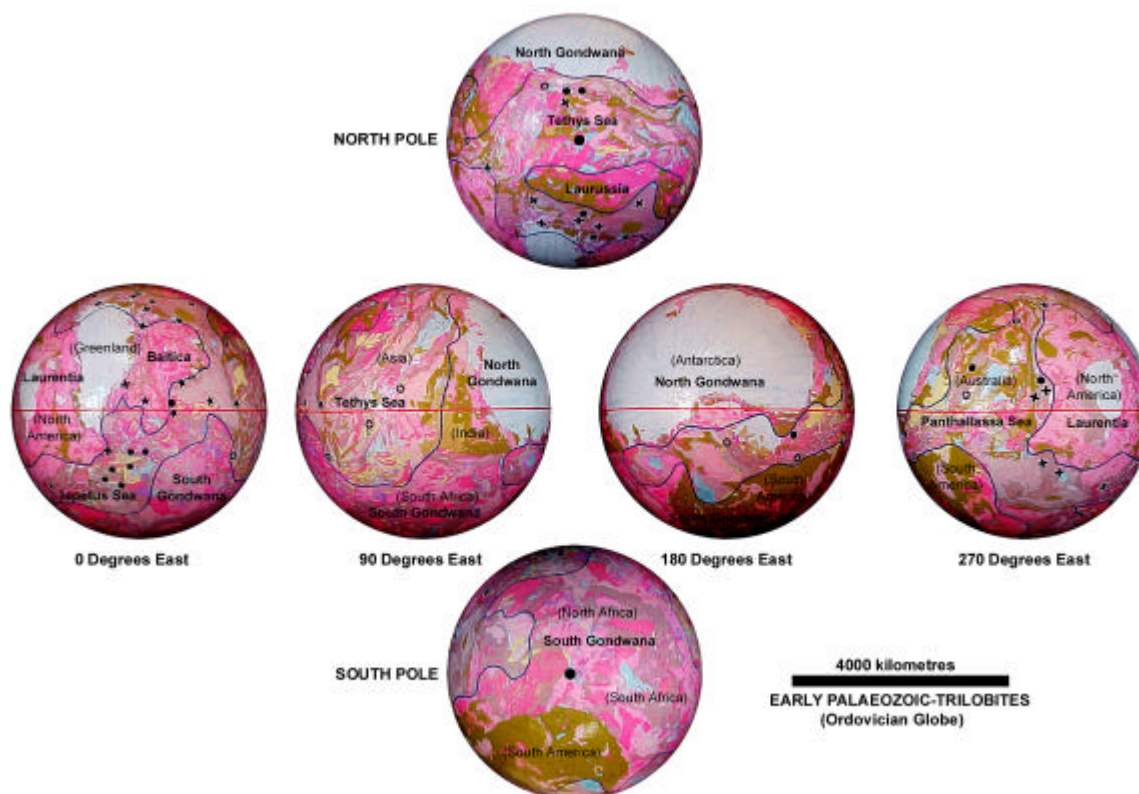 North Gondwana
Tethys Sea
NORTH POLE
Laurussia
(Greenland)
Baltica
Laurentia
(North
America)
Iapetus Sea
South
Gondwana
0 Degrees East
(Asia)
North
Gondwana
Tethys Sea
(India)
(South Africa)
South Gondwana
90 Degrees East
(Antarctica)
North Gondwana
(South
America)
180 Degrees East
(Australia)
(North
America)
Panthallassa Sea
Laurentia
(South
America)
270 Degrees East
(North Africa)
South Gondwana
SOUTH POLE
(South Africa)
(South America)
4000 kilometres
EARLY PALAEOZOIC-TRILOBITES
(Ordovician Globe)